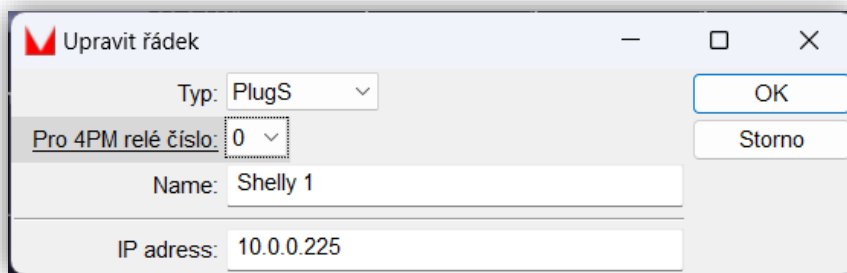 Upravit řádek
Typ: PlugS OK
Pro 4PM relé číslo: 0 Storno
Name: Shelly 1
IP adress: 10.0.0.225